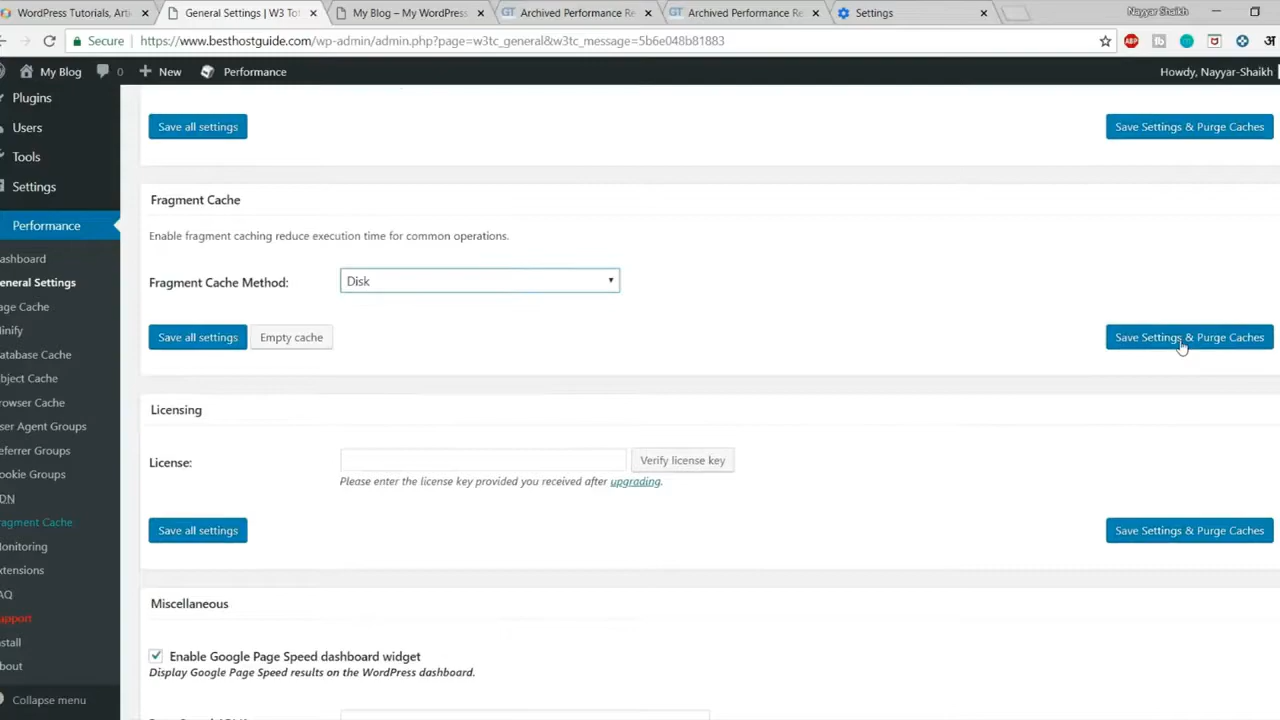 WordPress Tutorials, Arti
General Settings | W3 Tot
My Blog – My WordPress
GT Archived Performance Re
GT Archived Performance Re
Settings
Nayyar Shaikh
Secure | https://www.besthostguide.com/wp-admin/admin.php?page=w3tc_general&w3tc_message=5b6e048b81883
ABP
My Blog
0
New
Performance
Howdy, Nayyar-Shaikh
Plugins
Users
Tools
Settings
Performance
ashboard
eneral Settings
age Cache
inify
atabase Cache
bject Cache
rowser Cache
ser Agent Groups
eferrer Groups
ookie Groups
DN
ragment Cache
onitoring
xtensions
AQ
upport
nstall
bout
Collapse menu
Save all settings
Save Settings & Purge Caches
Fragment Cache
Enable fragment caching reduce execution time for common operations.
Fragment Cache Method:
Disk
Save all settings
Empty cache
Save Settings & Purge Caches
Licensing
License:
Verify license key
Please enter the license key provided you received after upgrading.
Save all settings
Save Settings & Purge Caches
Miscellaneous
Enable Google Page Speed dashboard widget
Display Google Page Speed results on the WordPress dashboard.